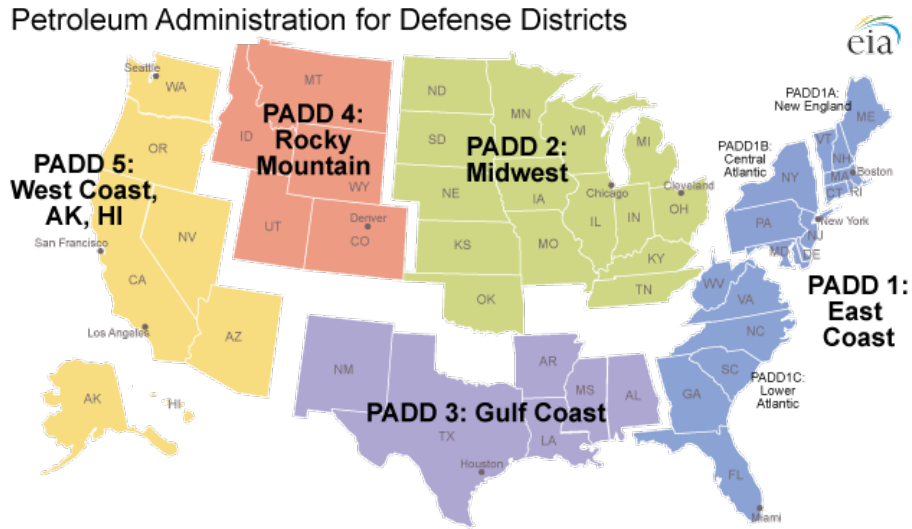 Petroleum Administration for Defense Districts
eia
Seattle
WA
OR
PADD 5:
West Coast,
AK, HI
San Francisco
NV
CA
Los Angeles
AZ
AK
HI
MT
PADD 4:
Rocky
Mountain
ID
WY
UT
Denver
CO
ND
MN
SD
WI
MI
PADD 2:
Midwest
NE
IA
Chicago
Cleveland
IL
IN
OH
KS
MO
KY
OK
TN
NM
AR
MS
AL
PADD 3: Gulf Coast
TX
LA
Houston
PADD1A:
New England
ME
VT
NH
MA
Boston
CT
RI
PADD1B:
Central
Atlantic
NY
PA
New York
NJ
MD
DE
WV
VA
PADD 1:
East
Coast
NC
SC
GA
PADD1C:
Lower
Atlantic
FL
Miami